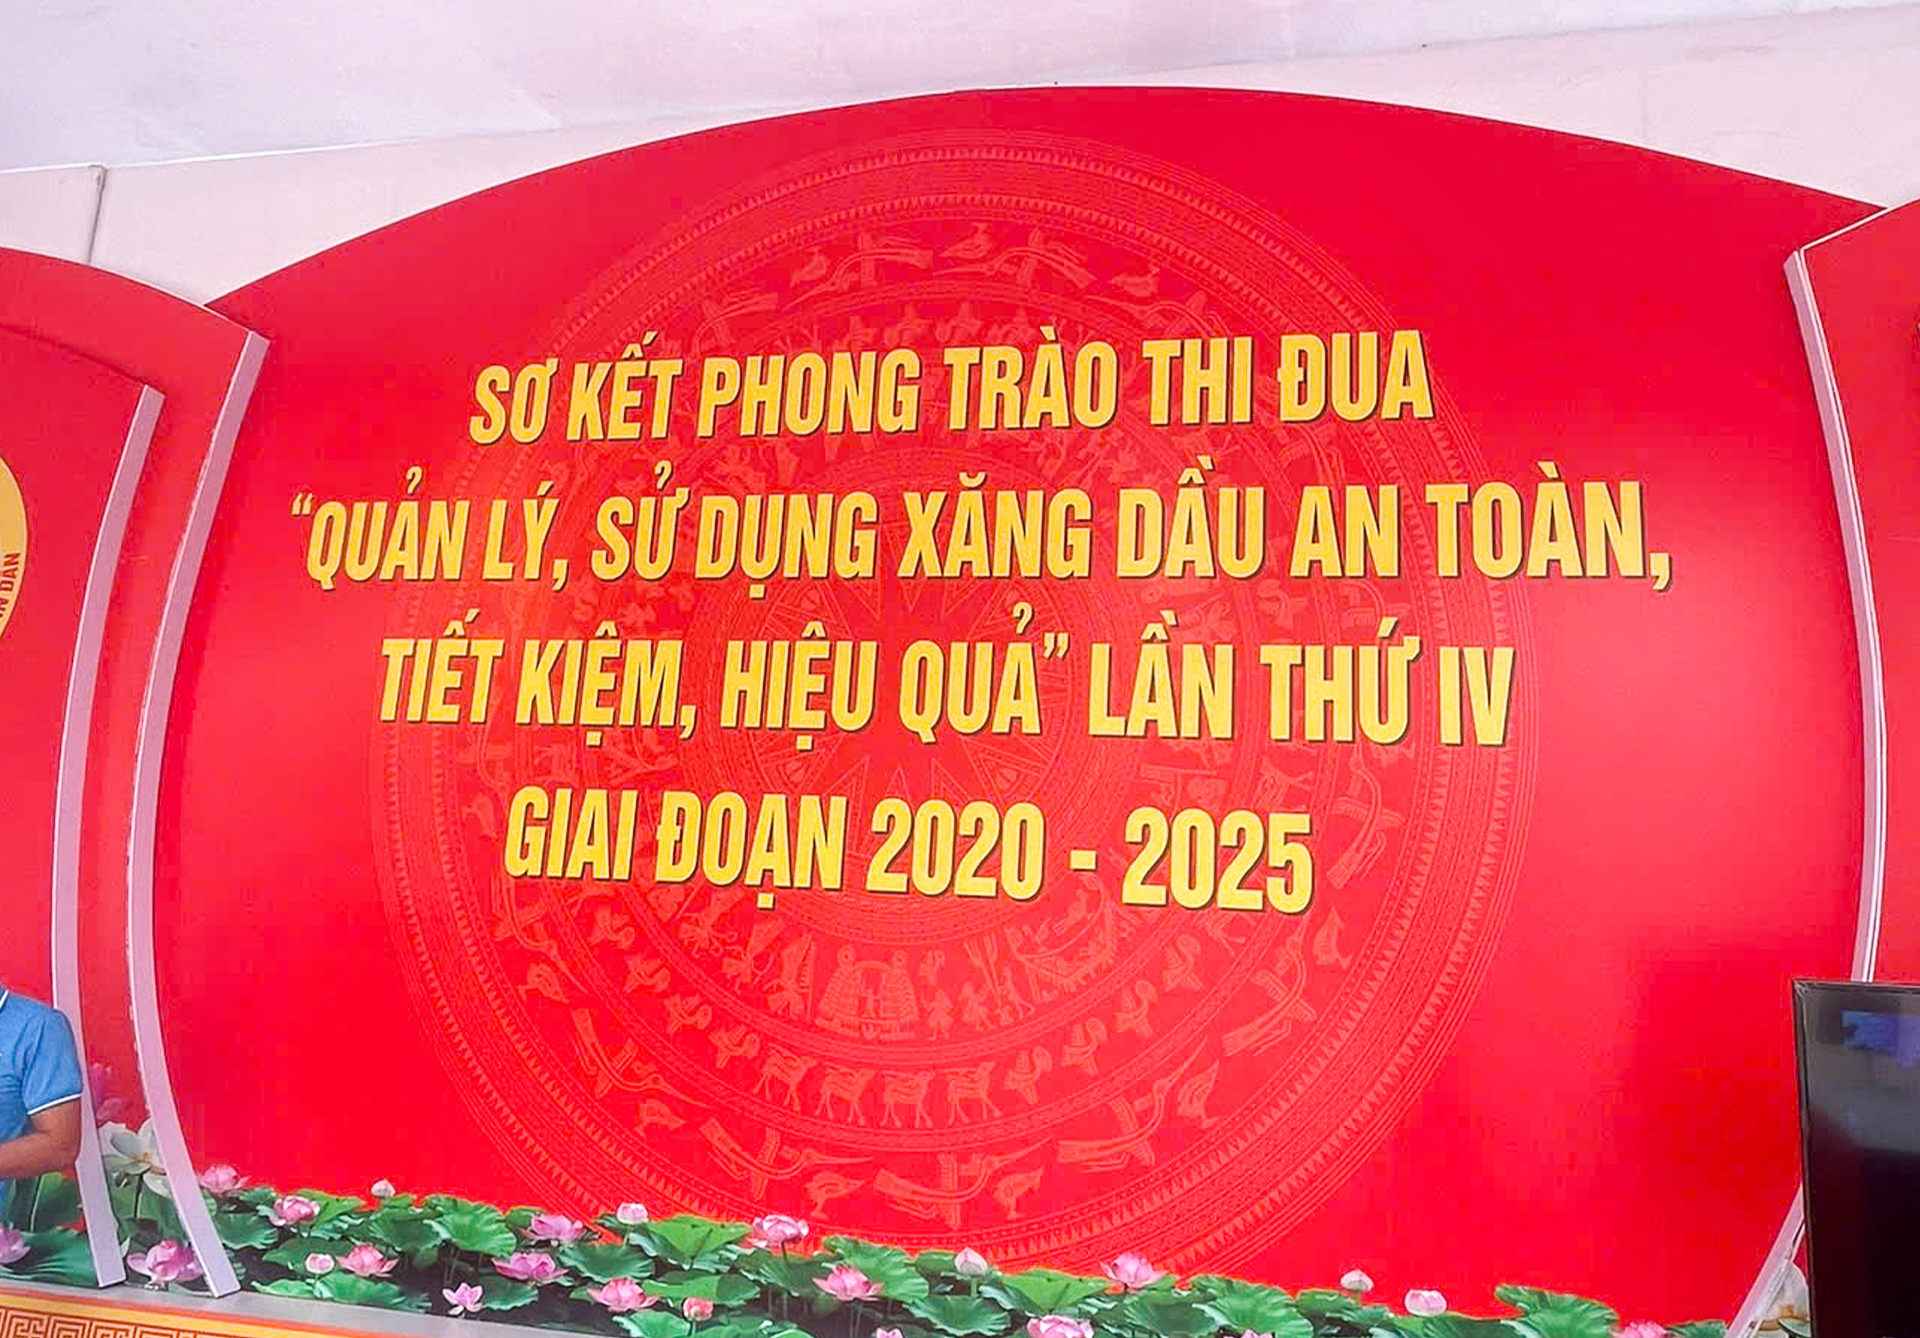 SƠ KẾT PHONG TRÀO THI ĐUA
“QUẢN LÝ, SỬ DỤNG XĂNG DẦU AN TOÀN,
TIẾT KIỆM, HIỆU QUẢ” LẦN THỨ IV
GIAI ĐOẠN 2020 - 2025